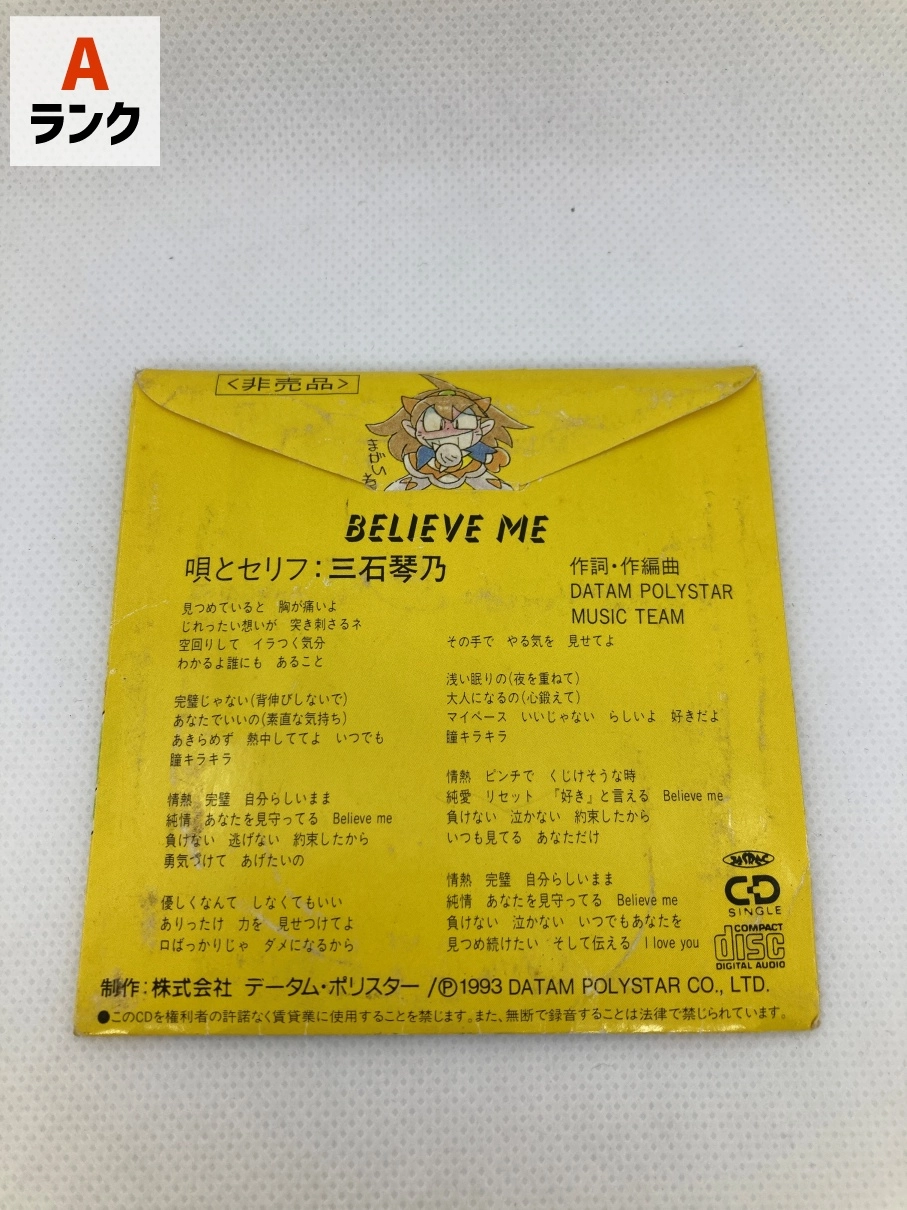 A
ランク
<非売品>
BELIEVE ME
唄とセリフ：三石琴乃
作詞・作編曲
DATAM POLYSTAR
MUSIC TEAM
見つめていると　胸が痛いよ
じれったい想いが　突き刺さるネ
空回りして　イラつく気分
わかるよ誰にも　あること
完璧じゃない(背伸びしないで)
あなたでいいの(素直な気持ち)
あきらめず　熱中しててよ　いつでも
瞳キラキラ
情熱　完璧　自分らしいまま
純情　あなたを見守ってる　Believe me
負けない　逃げない　約束したから
勇気づけて　あげたいの
優しくなんて　しなくてもいい
ありったけ　力を　見せつけてよ
口ばっかりじゃ　ダメになるから
その手で　やる気を　見せてよ
浅い眠りの(夜を重ねて)
大人になるの(心鍛えて)
マイペース　いいじゃない　らしいよ　好きだよ
瞳キラキラ
情熱　ピンチで　くじけそうな時
純愛　リセット　『好き』と言える　Believe me
負けない　泣かない　約束したから
いつも見てる　あなただけ
情熱　完璧　自分らしいまま
純情　あなたを見守ってる　Believe me
負けない　泣かない　いつでもあなたを
見つめ続けたい　そして伝える　I love you
CD
SINGLE
COMPACT
disc
DIGITAL AUDIO
制作：株式会社 データム・ポリスター /Ⓟ1993 DATAM POLYSTAR CO., LTD.
●このCDを権利者の許諾なく賃貸業に使用することを禁じます。また、無断で録音することは法律で禁じられています。